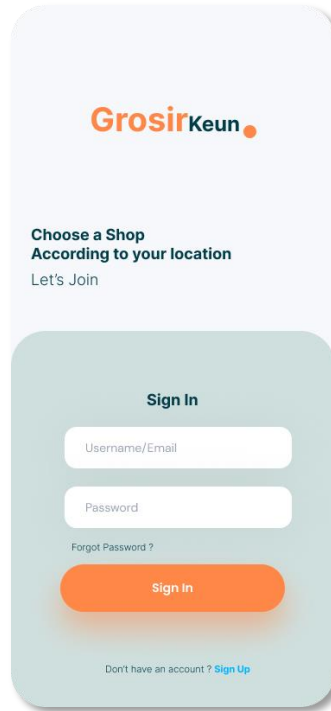 GrosirKeun.
Choose a Shop
According to your location
Let's Join
Sign In
Username/Email
Password
Forgot Password ?
Sign In
Don't have an account ? Sign Up